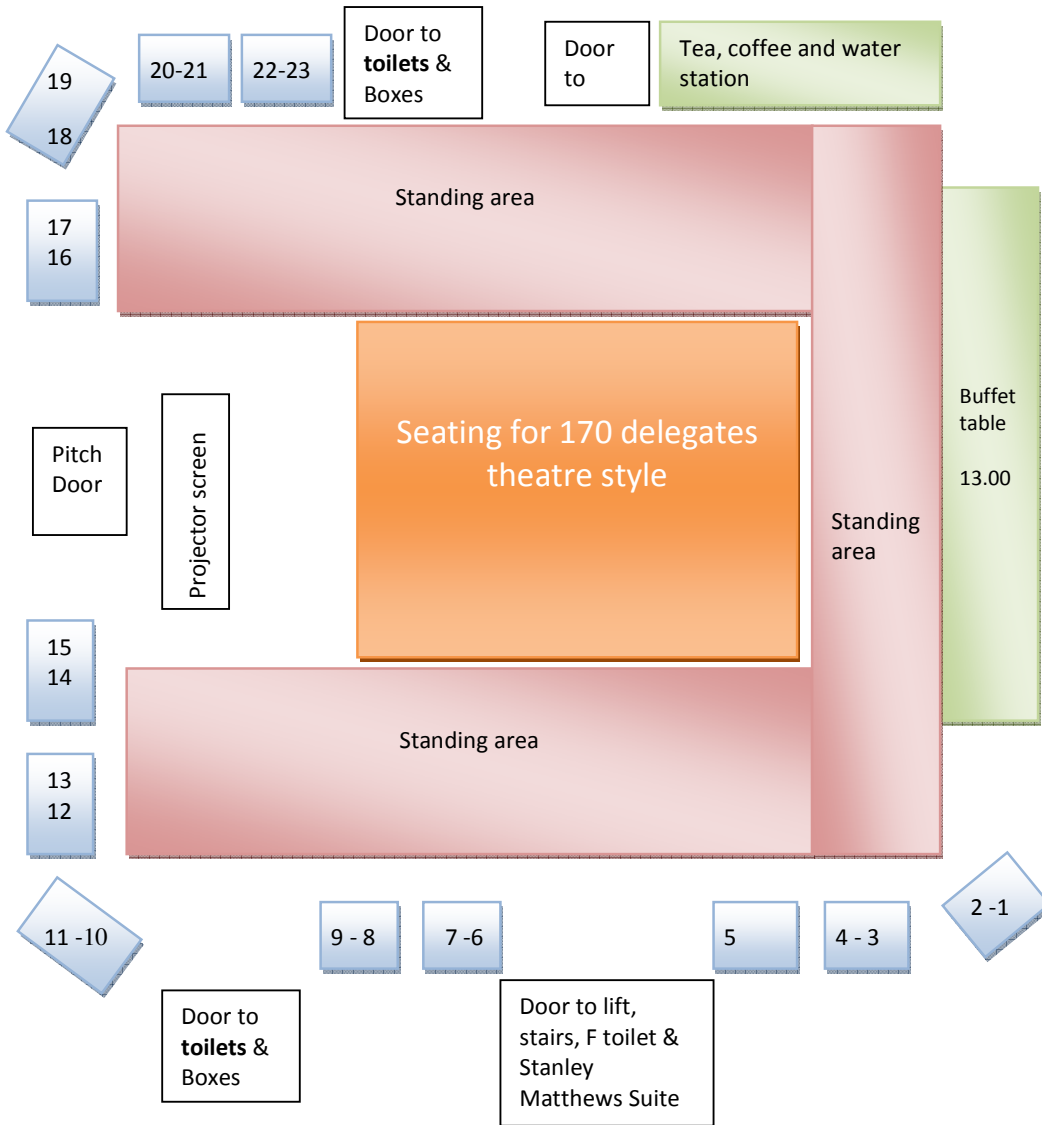 19
18
20-21
22-23
Door to
toilets &
Boxes
Door
to
Tea, coffee and water
station
Standing area
17
16
Pitch
Door
Projector screen
Seating for 170 delegates
theatre style
Standing
area
Buffet
table
13.00
15
14
Standing area
13
12
11 -10
9 - 8
7 -6
5
4 - 3
2 -1
Door to
toilets &
Boxes
Door to lift,
stairs, F toilet &
Stanley
Matthews Suite